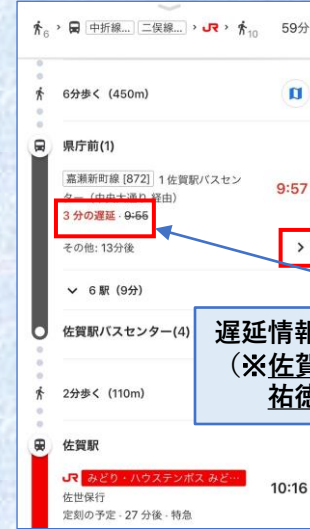 6 > 中折線... 二俣線... > JR > 10 59分
6分歩く（450m）
県庁前(1)
嘉瀬新町線 [872] 1 佐賀駅バスセン
ター（中央大通り 経由）
9:57
3 分の遅延 · 9:55
その他: 13分後
6 駅（9分）
佐賀駅バスセンター(4)
遅延情報
（※佐賀
祐徳
2分歩く（110m）
佐賀駅
JR みどり・ハウステンボス みど…
佐世保行
10:16
定刻の予定 · 27 分後 · 特急